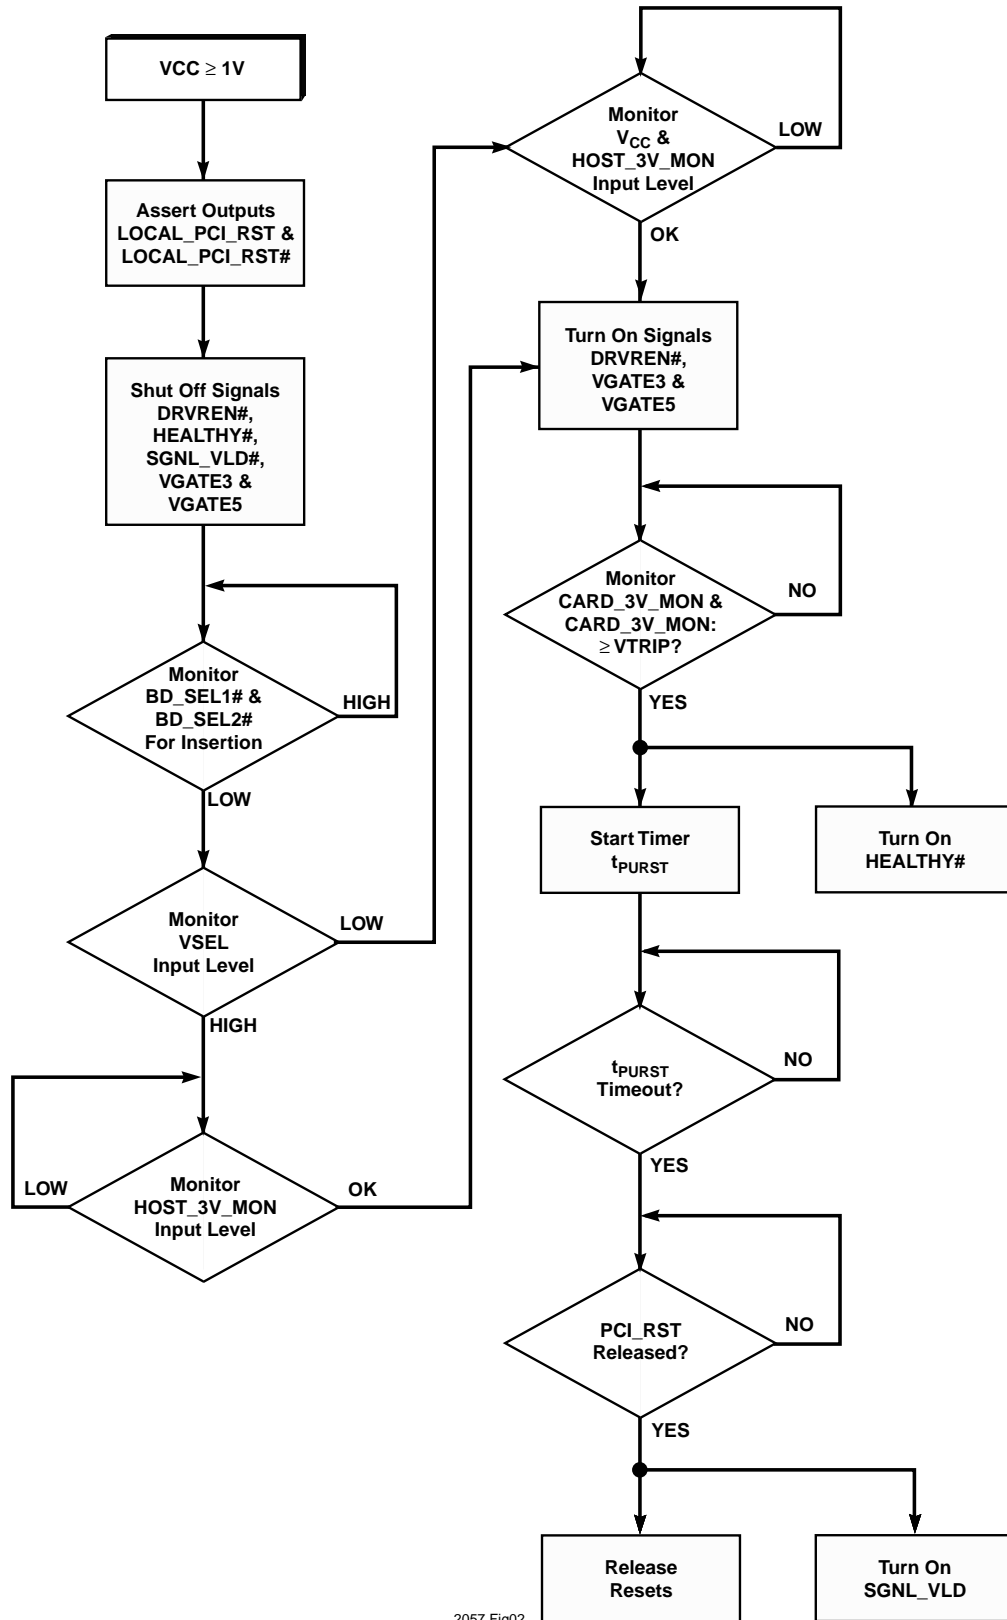 VCC ≥ 1V
Assert Outputs
LOCAL_PCI_RST &
LOCAL_PCI_RST#
Shut Off Signals
DRVREN#,
HEALTHY#,
SGNL_VLD#,
VGATE3 &
VGATE5
Monitor
BD_SEL1# &
BD_SEL2#
For Insertion
HIGH
LOW
Monitor
VSEL
Input Level
LOW
HIGH
Monitor
HOST_3V_MON
Input Level
LOW
OK
Monitor
VCC &
HOST_3V_MON
Input Level
LOW
OK
Turn On Signals
DRVREN#,
VGATE3 &
VGATE5
Monitor
CARD_3V_MON &
CARD_3V_MON:
≥ VTRIP?
NO
YES
Start Timer
tPURST
Turn On
HEALTHY#
tPURST
Timeout?
NO
YES
PCI_RST
Released?
NO
YES
Release
Resets
Turn On
SGNL_VLD
2057 Fig02